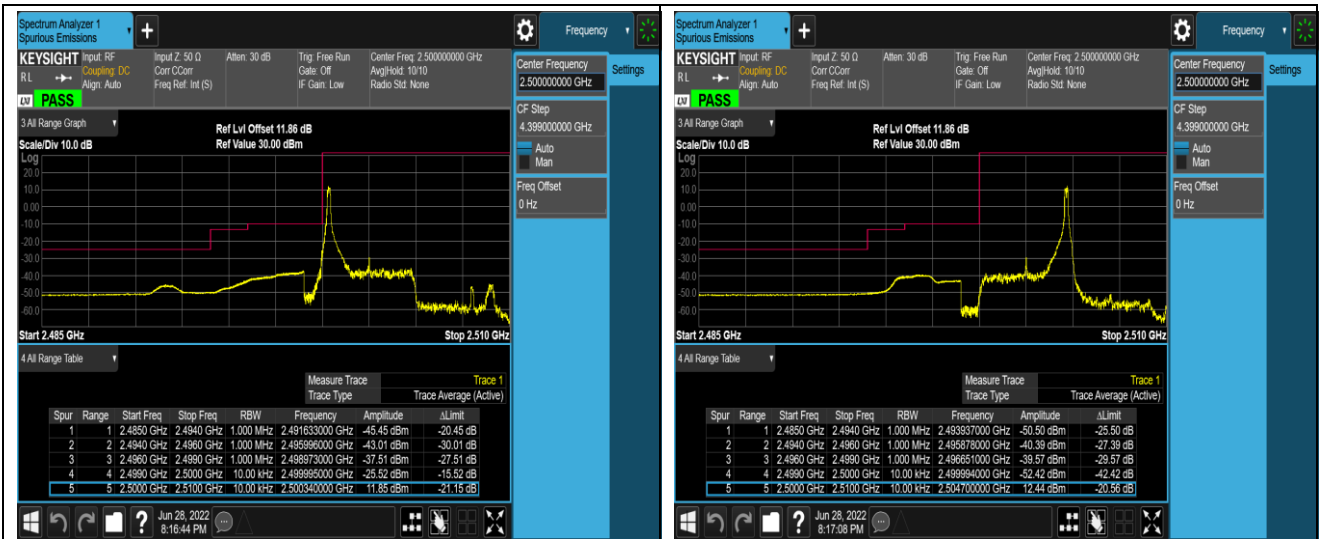 Spectrum Analyzer 1
Spurious Emissions
+
Frequency
KEYSIGHT Input: RF
Coupling: DC
Align: Auto
Input Z: 50 Ω
Corr CCorr
Freq Ref: Int (S)
Atten: 30 dB
Trig: Free Run
Gate: Off
IF Gain: Low
Center Freq: 2.500000000 GHz
Avg|Hold: 10/10
Radio Std: None
R L
LXI PASS
Center Frequency
2.500000000 GHz
Settings
CF Step
4.399000000 GHz
Auto
Man
Freq Offset
0 Hz
3 All Range Graph
Ref Lvl Offset 11.86 dB
Scale/Div 10.0 dB Ref Value 30.00 dBm
Log
20.0
10.0
0.00
-10.0
-20.0
-30.0
-40.0
-50.0
-60.0
Start 2.485 GHz Stop 2.510 GHz
4 All Range Table
Measure Trace Trace 1
Trace Type Trace Average (Active)
Spur Range Start Freq Stop Freq RBW Frequency Amplitude ΔLimit
1 1 2.4850 GHz 2.4940 GHz 1.000 MHz 2.491633000 GHz -45.45 dBm -20.45 dB
2 2 2.4940 GHz 2.4960 GHz 1.000 MHz 2.495996000 GHz -43.01 dBm -30.01 dB
3 3 2.4960 GHz 2.4990 GHz 1.000 MHz 2.498973000 GHz -37.51 dBm -27.51 dB
4 4 2.4990 GHz 2.5000 GHz 10.00 kHz 2.499995000 GHz -25.52 dBm -15.52 dB
5 5 2.5000 GHz 2.5100 GHz 10.00 kHz 2.500340000 GHz 11.85 dBm -21.15 dB
?
Jun 28, 2022
8:16:44 PM
Spectrum Analyzer 1
Spurious Emissions
+
Frequency
KEYSIGHT Input: RF
Coupling: DC
Align: Auto
Input Z: 50 Ω
Corr CCorr
Freq Ref: Int (S)
Atten: 30 dB
Trig: Free Run
Gate: Off
IF Gain: Low
Center Freq: 2.500000000 GHz
Avg|Hold: 10/10
Radio Std: None
R L
LXI PASS
Center Frequency
2.500000000 GHz
Settings
CF Step
4.399000000 GHz
Auto
Man
Freq Offset
0 Hz
3 All Range Graph
Ref Lvl Offset 11.86 dB
Scale/Div 10.0 dB Ref Value 30.00 dBm
Log
20.0
10.0
0.00
-10.0
-20.0
-30.0
-40.0
-50.0
-60.0
Start 2.485 GHz Stop 2.510 GHz
4 All Range Table
Measure Trace Trace 1
Trace Type Trace Average (Active)
Spur Range Start Freq Stop Freq RBW Frequency Amplitude ΔLimit
1 1 2.4850 GHz 2.4940 GHz 1.000 MHz 2.493937000 GHz -50.50 dBm -25.50 dB
2 2 2.4940 GHz 2.4960 GHz 1.000 MHz 2.495878000 GHz -40.39 dBm -27.39 dB
3 3 2.4960 GHz 2.4990 GHz 1.000 MHz 2.496651000 GHz -39.57 dBm -29.57 dB
4 4 2.4990 GHz 2.5000 GHz 10.00 kHz 2.499994000 GHz -52.42 dBm -42.42 dB
5 5 2.5000 GHz 2.5100 GHz 10.00 kHz 2.504700000 GHz 12.44 dBm -20.56 dB
?
Jun 28, 2022
8:17:08 PM